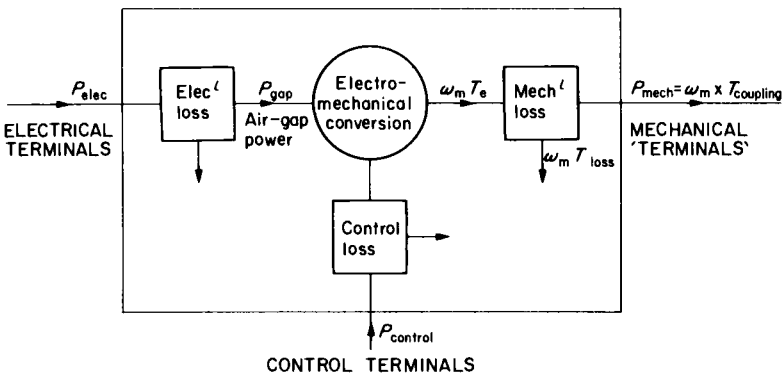 P_elec
ELECTRICAL
TERMINALS
Elec^l
loss
P_gap
Air-gap
power
Electro-
mechanical
conversion
ω_m T_e
Mech^l
loss
ω_m T_loss
P_mech = ω_m x T_coupling
MECHANICAL
'TERMINALS'
Control
loss
P_control
CONTROL TERMINALS